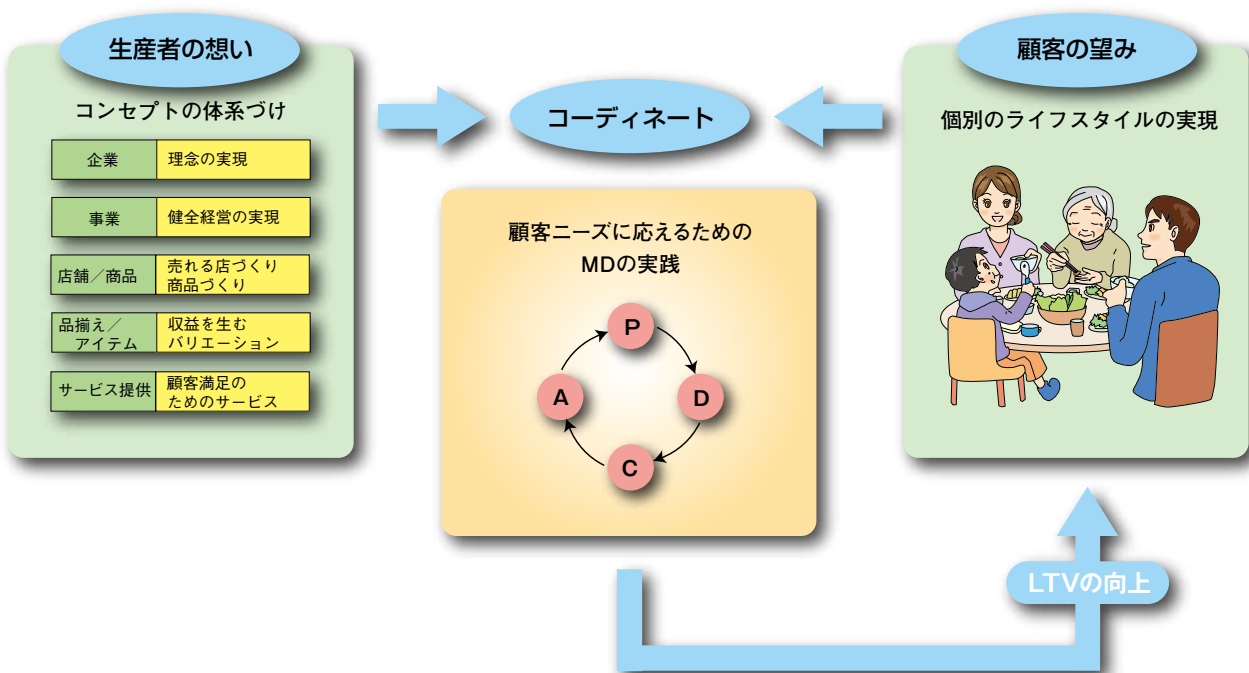 生産者の想い
コンセプトの体系づけ
企業
理念の実現
事業
健全経営の実現
店舗／商品
売れる店づくり
商品づくり
品揃え／
アイテム
収益を生む
バリエーション
サービス提供
顧客満足の
ためのサービス
コーディネート
顧客ニーズに応えるための
MDの実践
P
D
C
A
顧客の望み
個別のライフスタイルの実現
LTVの向上